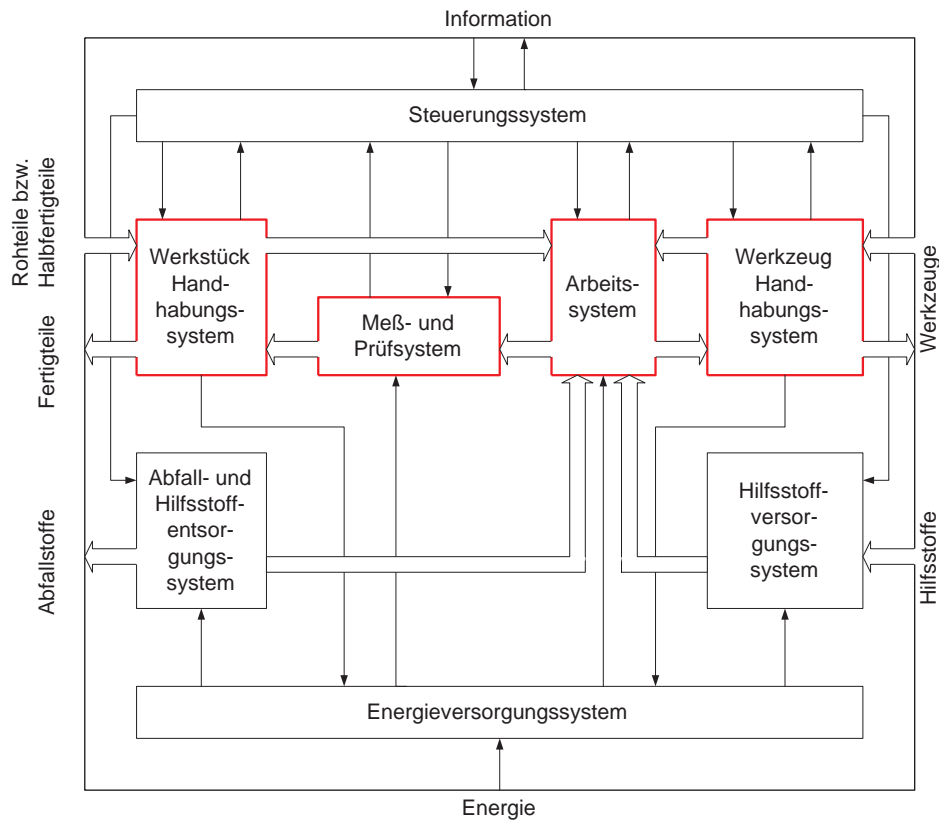 Information
Steuerungssystem
Rohteile bzw.
Halbfertigteile
Werkstück
Hand-
habungs-
system
Arbeits-
system
Werkzeug
Hand-
habungs-
system
Meß- und
Prüfsystem
Fertigteile
Werkzeuge
Abfall- und
Hilfsstoff-
entsor-
gungs-
system
Hilfsstoff-
versor-
gungs-
system
Abfallstoffe
Hilfsstoffe
Energieversorgungssystem
Energie